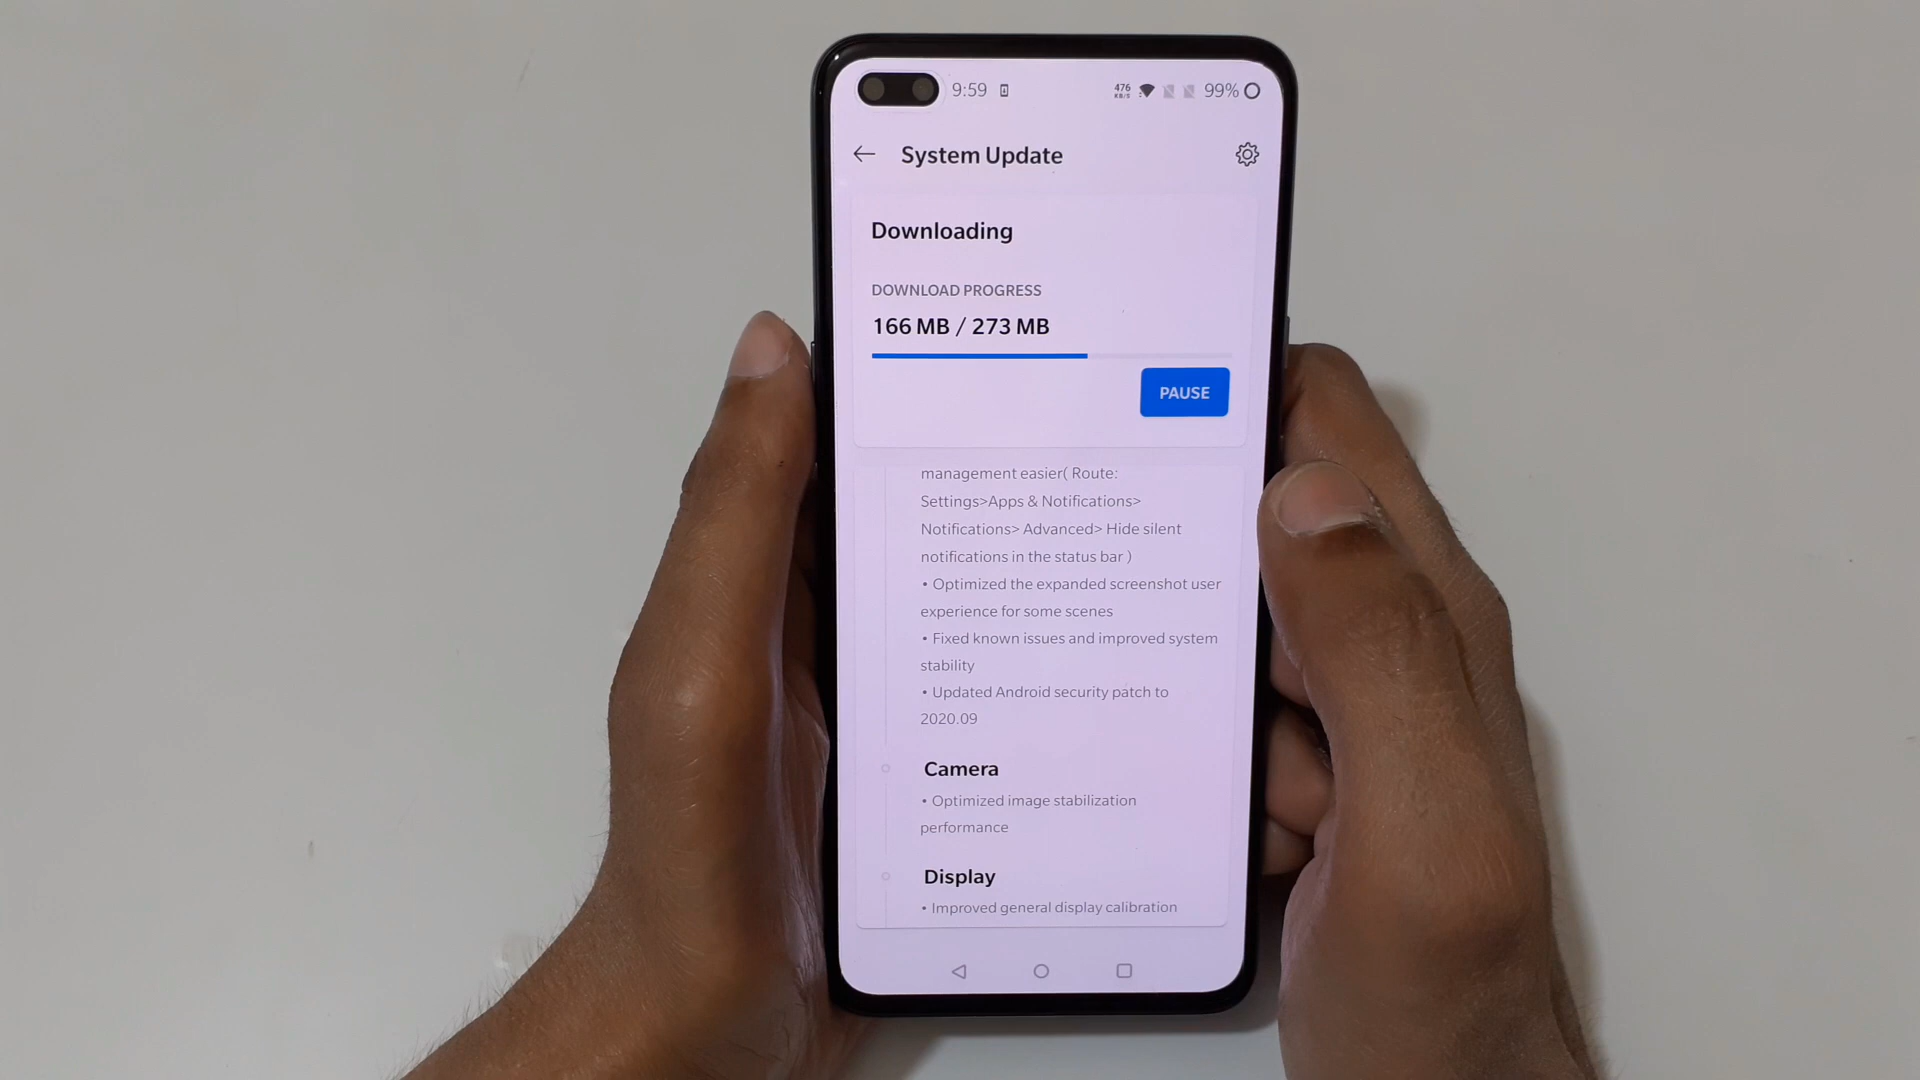 9:59
476
KB/S
99%
System Update
Downloading
DOWNLOAD PROGRESS
166 MB / 273 MB
PAUSE
management easier( Route:
Settings>Apps & Notifications>
Notifications> Advanced> Hide silent
notifications in the status bar )
• Optimized the expanded screenshot user
experience for some scenes
• Fixed known issues and improved system
stability
• Updated Android security patch to
2020.09
Camera
• Optimized image stabilization
performance
Display
• Improved general display calibration